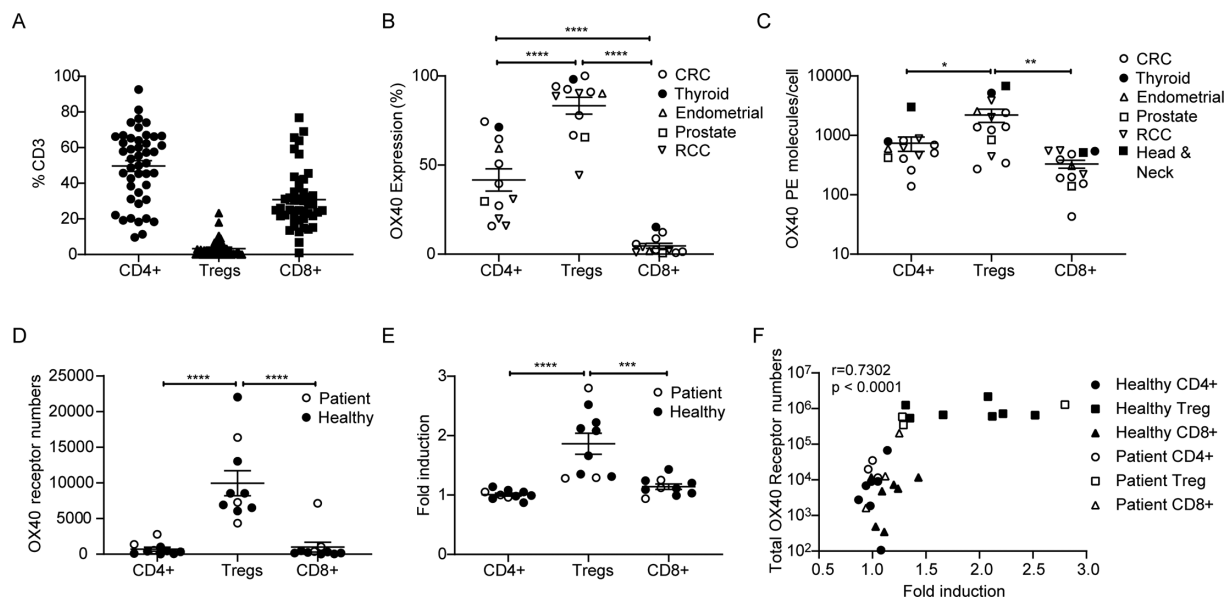 A
% CD3
100
80
60
40
20
0
CD4+ Tregs CD8+
B
OX40 Expression (%)
100
50
0
****
**** ****
CD4+ Tregs CD8+
CRC
Thyroid
Endometrial
Prostate
RCC
C
OX40 PE molecules/cell
10000
1000
100
10
* **
CD4+ Tregs CD8+
CRC
Thyroid
Endometrial
Prostate
RCC
Head &
Neck
D
OX40 receptor numbers
25000
20000
15000
10000
5000
0
**** ****
CD4+ Tregs CD8+
Patient
Healthy
E
Fold induction
3
2
1
0
**** ***
CD4+ Tregs CD8+
Patient
Healthy
F
Total OX40 Receptor numbers
10⁷
10⁶
10⁵
10⁴
10³
10²
r=0.7302
p < 0.0001
0.5 1.0 1.5 2.0 2.5 3.0
Fold induction
Healthy CD4+
Healthy Treg
Healthy CD8+
Patient CD4+
Patient Treg
Patient CD8+